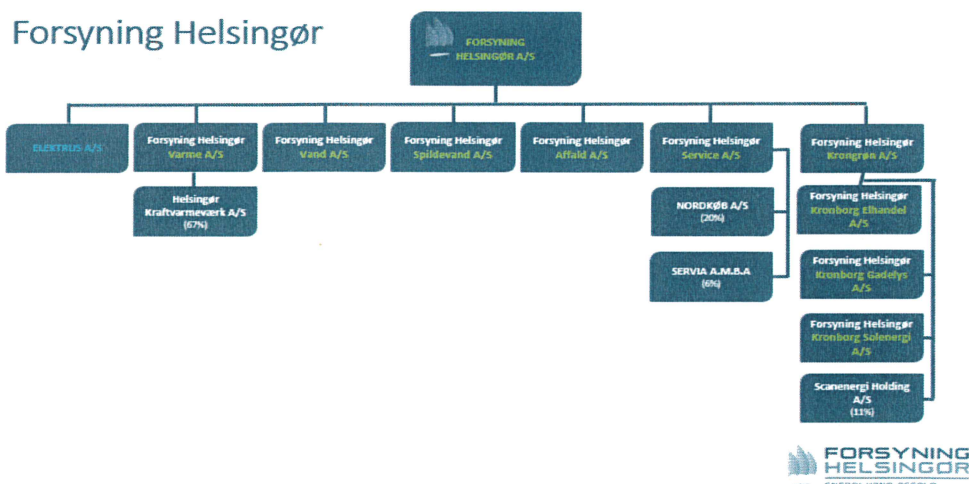 Forsyning Helsingør
FORSYNING
HELSINGØR A/S
ELEKTRUS A/S
Forsyning Helsingør
Varme A/S
Forsyning Helsingør
Vand A/S
Forsyning Helsingør
Spildevand A/S
Forsyning Helsingør
Affald A/S
Forsyning Helsingør
Service A/S
Forsyning Helsingør
Krongrøn A/S
Helsingør
Kraftvarmeværk A/S
(67%)
NORDKØB A/S
(20%)
SERVIA A.M.B.A
(6%)
Forsyning Helsingør
Kronborg Elhandel
A/S
Forsyning Helsingør
Kronborg Gadelys
A/S
Forsyning Helsingør
Kronborg Solenergi
A/S
Scanenergi Holding
A/S
(11%)
FORSYNING
HELSINGØR